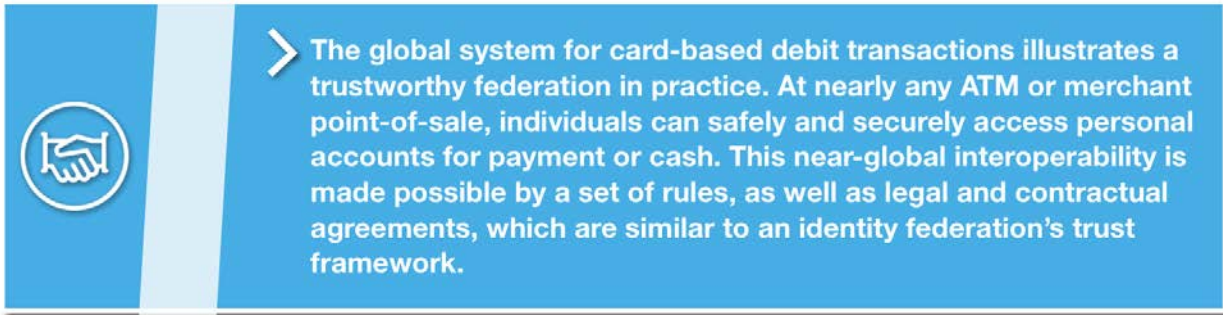 The global system for card-based debit transactions illustrates a
trustworthy federation in practice. At nearly any ATM or merchant
point-of-sale, individuals can safely and securely access personal
accounts for payment or cash. This near-global interoperability is
made possible by a set of rules, as well as legal and contractual
agreements, which are similar to an identity federation’s trust
framework.